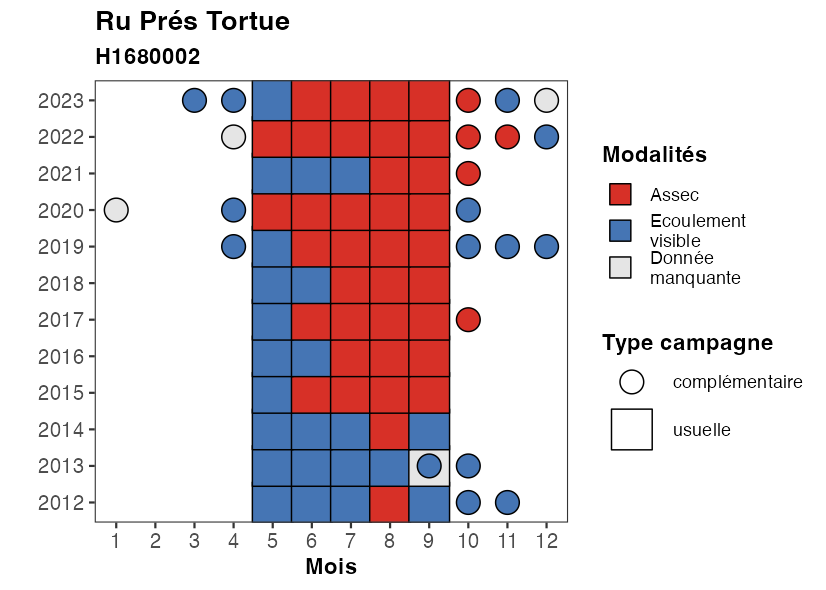 Ru Prés Tortue
H1680002
2023
2022
2021
2020
2019
2018
2017
2016
2015
2014
2013
2012
1 2 3 4 5 6 7 8 9 10 11 12
Mois
Modalités
Assec
Ecoulement
visible
Donnée
manquante
Type campagne
complémentaire
usuelle